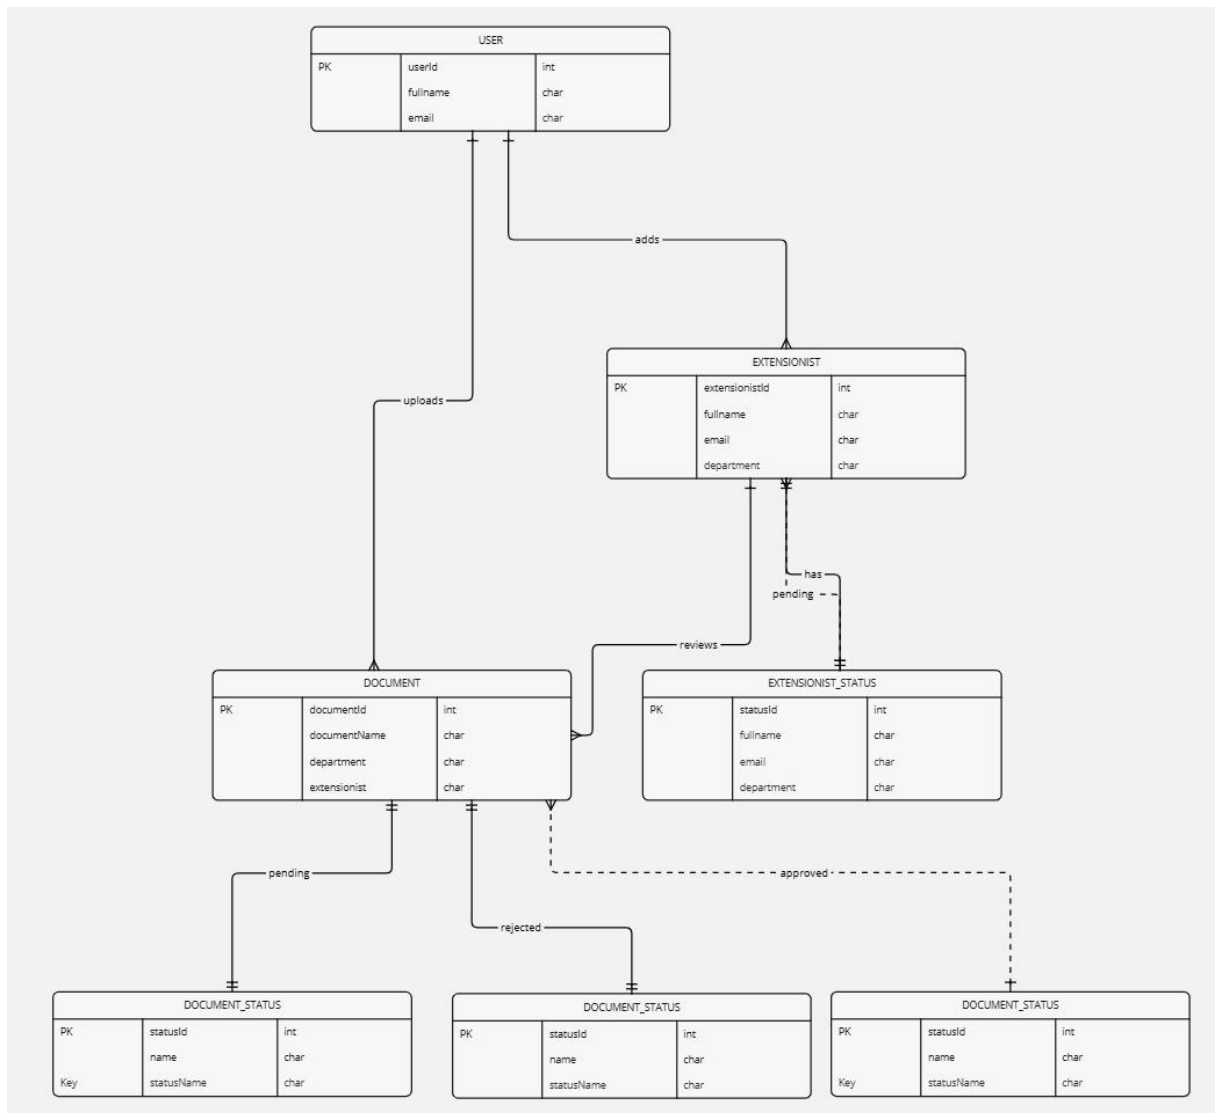 USER
PK userId int
fullname char
email char
adds
EXTENSIONIST
PK extensionistId int
fullname char
email char
department char
uploads
has
pending
reviews
DOCUMENT
PK documentId int
documentName char
department char
extensionist char
EXTENSIONIST_STATUS
PK statusId int
fullname char
email char
department char
pending
approved
rejected
DOCUMENT_STATUS
PK statusId int
name char
Key statusName char
DOCUMENT_STATUS
PK statusId int
name char
statusName char
DOCUMENT_STATUS
PK statusId int
name char
Key statusName char